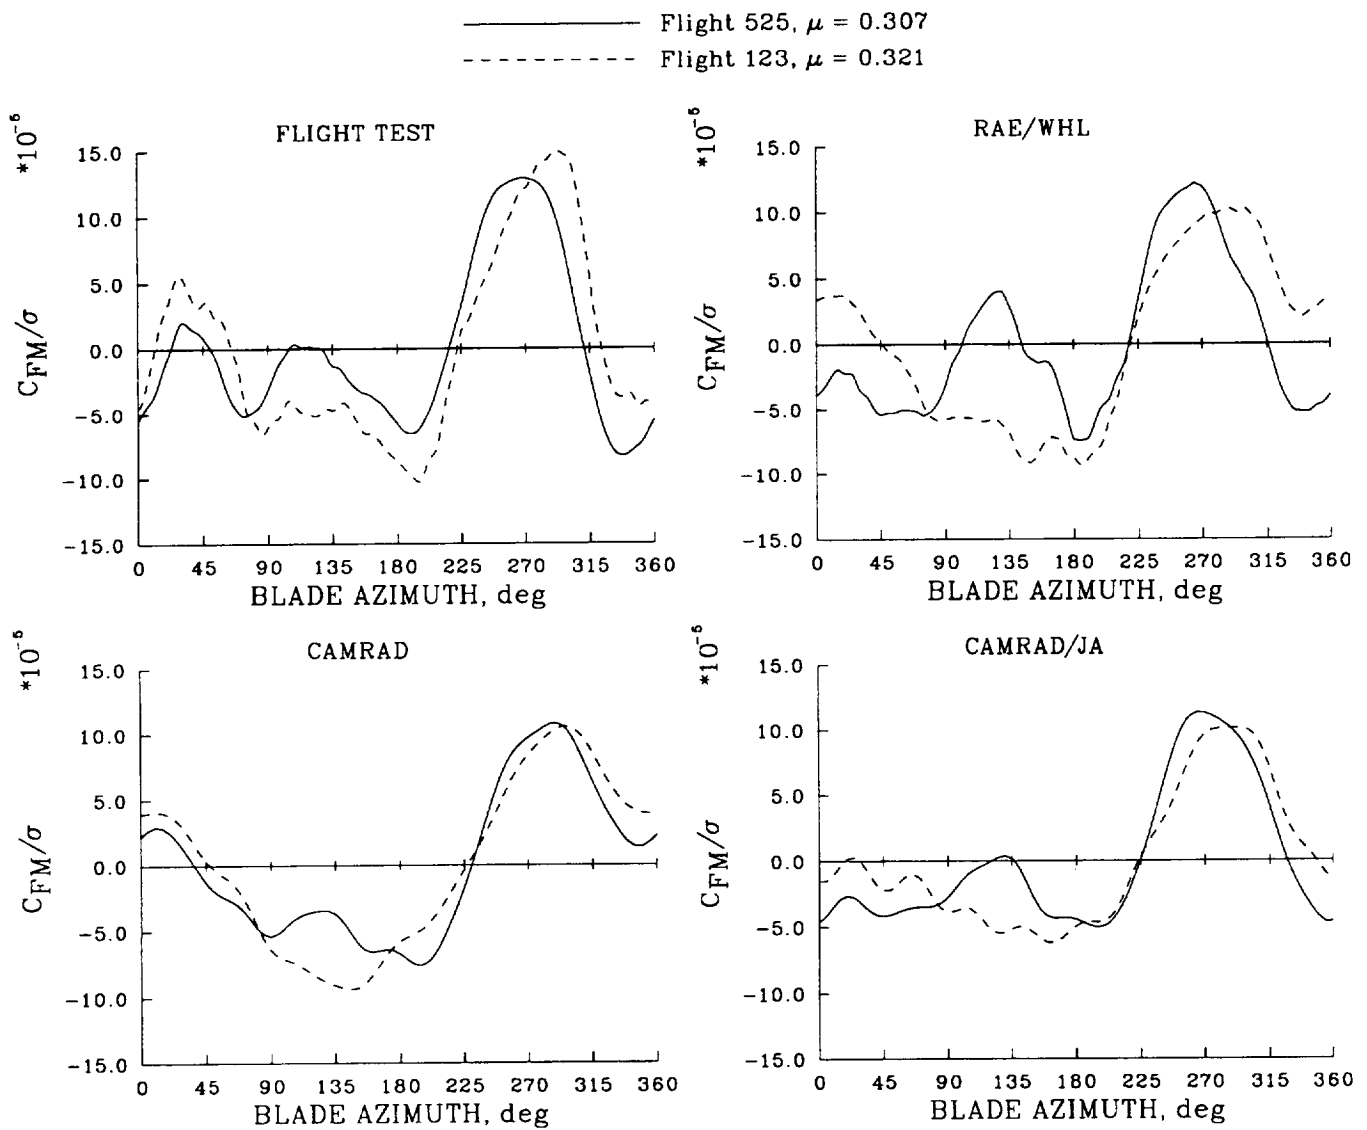 Flight 525, μ = 0.307
Flight 123, μ = 0.321
FLIGHT TEST
*10⁻⁵
15.0
10.0
5.0
0.0
−5.0
−10.0
−15.0
C_FM/σ
0 45 90 135 180 225 270 315 360
BLADE AZIMUTH, deg
RAE/WHL
*10⁻⁵
15.0
10.0
5.0
0.0
−5.0
−10.0
−15.0
C_FM/σ
0 45 90 135 180 225 270 315 360
BLADE AZIMUTH, deg
CAMRAD
*10⁻⁵
15.0
10.0
5.0
0.0
−5.0
−10.0
−15.0
C_FM/σ
0 45 90 135 180 225 270 315 360
BLADE AZIMUTH, deg
CAMRAD/JA
*10⁻⁵
15.0
10.0
5.0
0.0
−5.0
−10.0
−15.0
C_FM/σ
0 45 90 135 180 225 270 315 360
BLADE AZIMUTH, deg